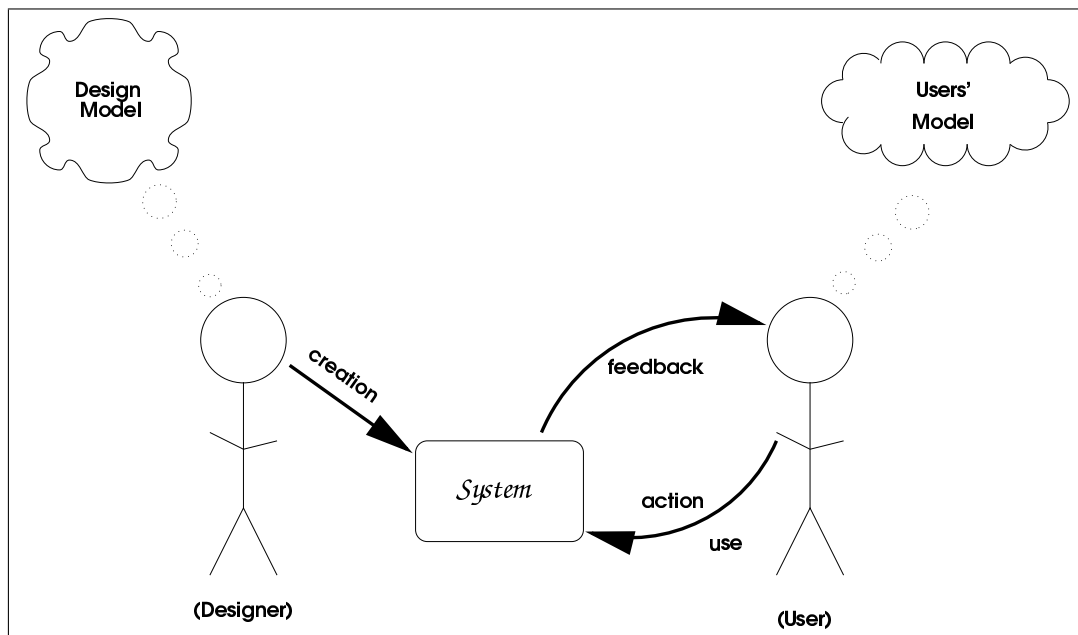 Design
Model
Users'
Model
creation
feedback
System
action
use
(Designer)
(User)